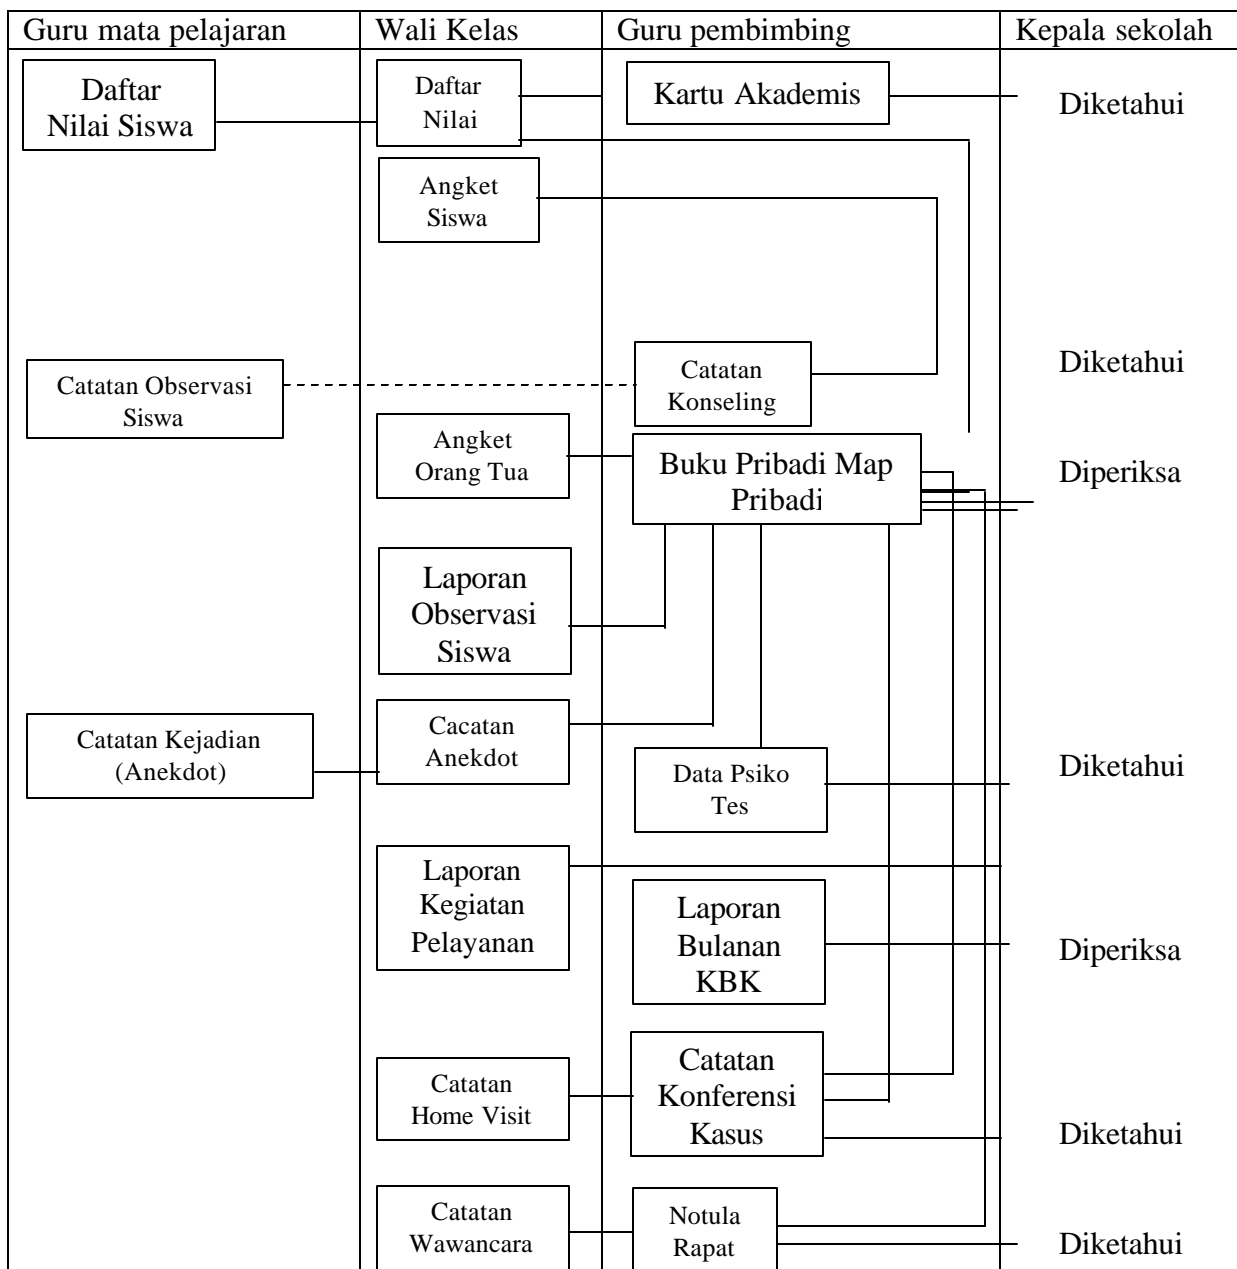 Guru mata pelajaran
Wali Kelas
Guru pembimbing
Kepala sekolah
Daftar
Nilai Siswa
Daftar
Nilai
Kartu Akademis
Diketahui
Angket
Siswa
Catatan Observasi
Siswa
Catatan
Konseling
Diketahui
Angket
Orang Tua
Buku Pribadi Map
Pribadi
Diperiksa
Laporan
Observasi
Siswa
Catatan Kejadian
(Anekdot)
Cacatan
Anekdot
Data Psiko
Tes
Diketahui
Laporan
Kegiatan
Pelayanan
Laporan
Bulanan
KBK
Diperiksa
Catatan
Home Visit
Catatan
Konferensi
Kasus
Diketahui
Catatan
Wawancara
Notula
Rapat
Diketahui